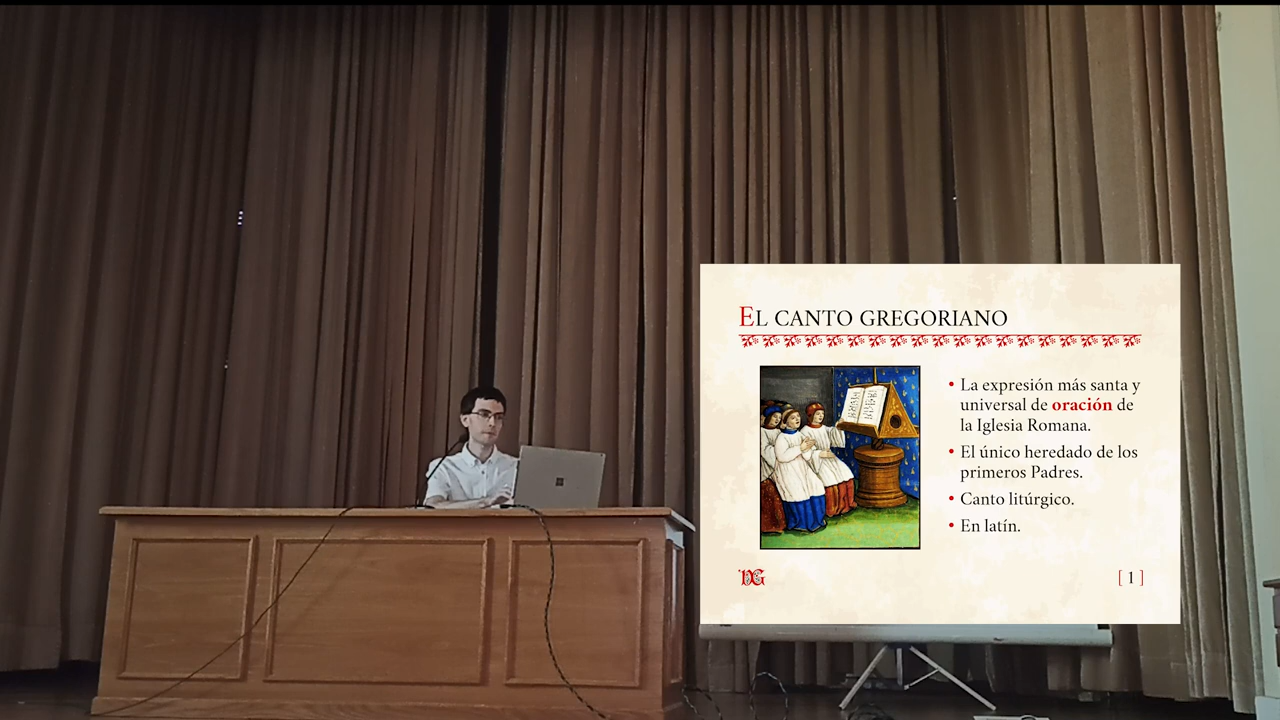 EL CANTO GREGORIANO
• La expresión más santa y
universal de oración de
la Iglesia Romana.
• El único heredado de los
primeros Padres.
• Canto litúrgico.
• En latín.
DG
[ 1 ]